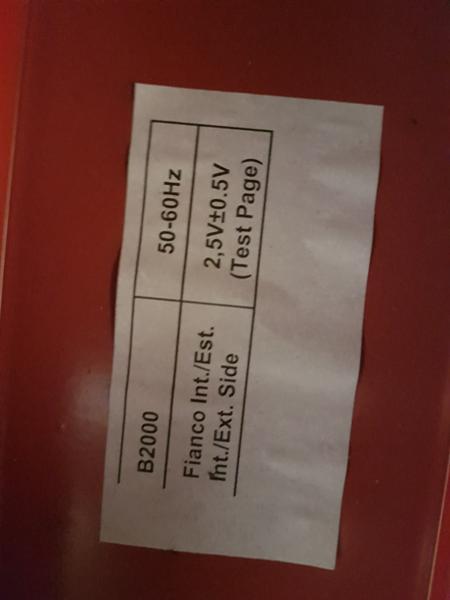 B2000 50-60Hz
Fianco Int./Est. 2,5V±0.5V
Int./Ext. Side (Test Page)